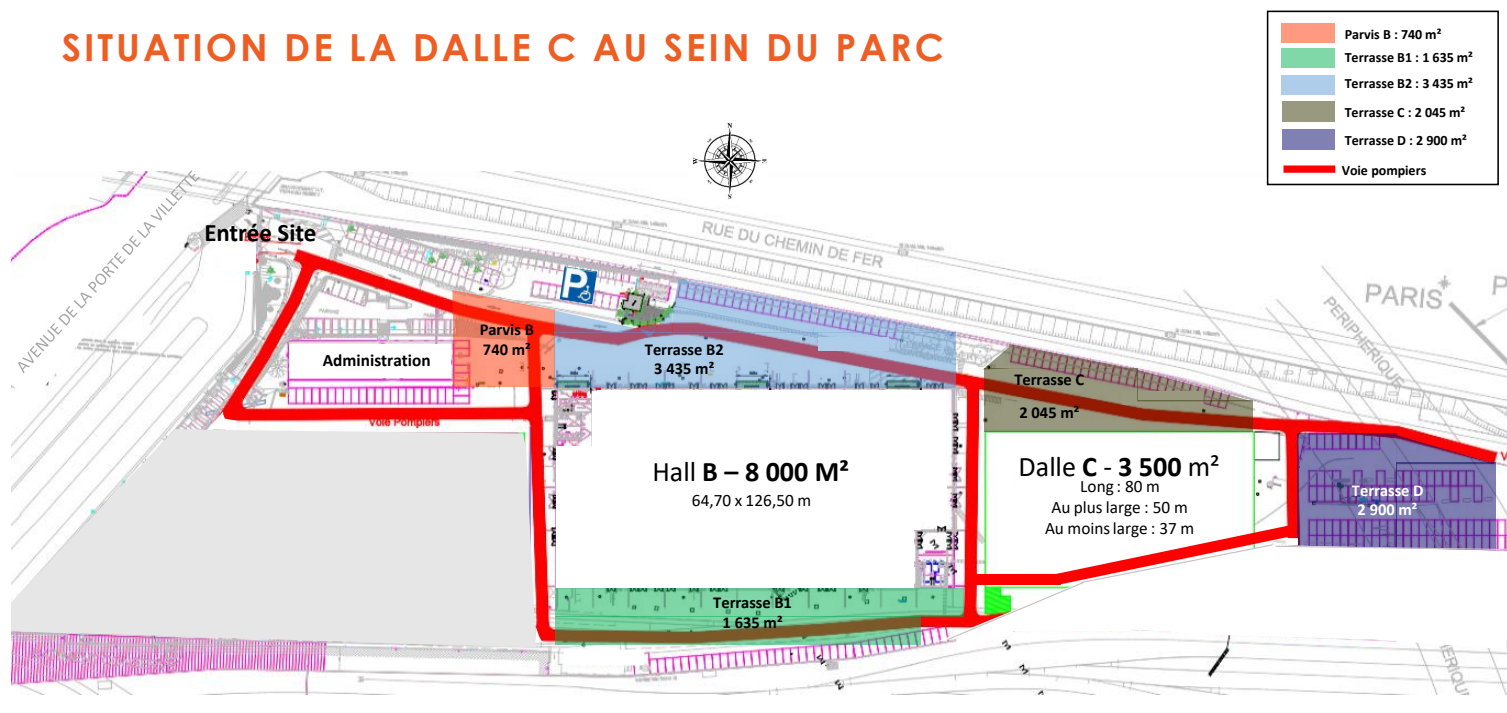 SITUATION DE LA DALLE C AU SEIN DU PARC
Parvis B : 740 m²
Terrasse B1 : 1 635 m²
Terrasse B2 : 3 435 m²
Terrasse C : 2 045 m²
Terrasse D : 2 900 m²
Voie pompiers
N
S
AVENUE DE LA PORTE DE LA VILLETTE
Entrée Site
RUE DU CHEMIN DE FER
P
PARIS
P
PERIPHERIQUE
Parvis B
740 m²
Administration
Terrasse B2
3 435 m²
Terrasse C
2 045 m²
Voie Pompiers
Hall B – 8 000 M²
64,70 x 126,50 m
Dalle C - 3 500 m²
Long : 80 m
Au plus large : 50 m
Au moins large : 37 m
Terrasse D
2 900 m²
Terrasse B1
1 635 m²